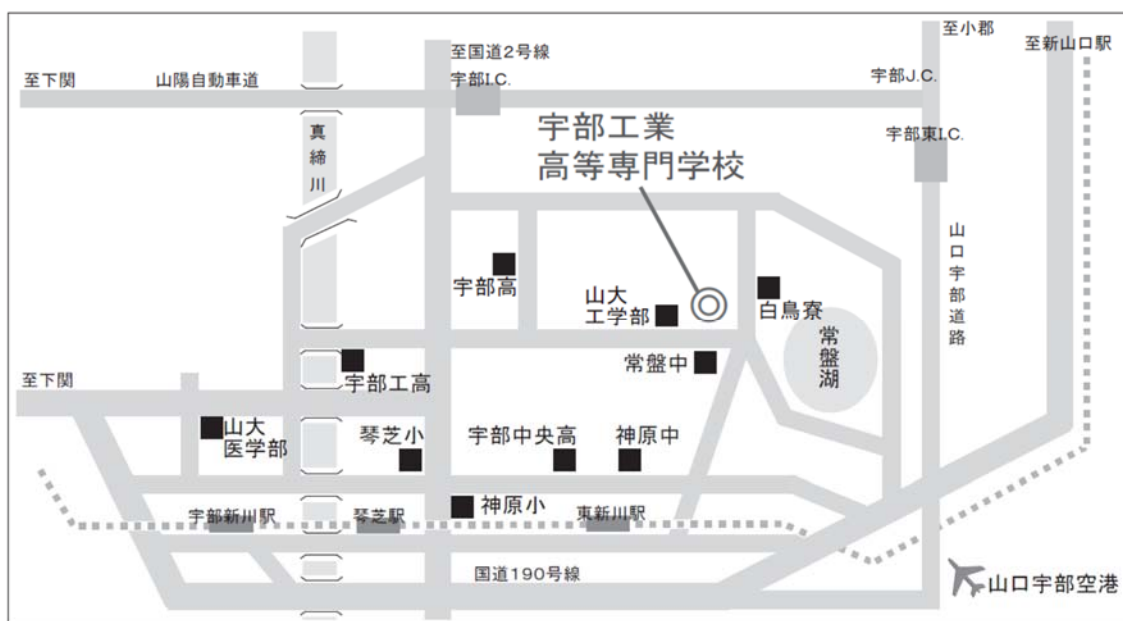 至小郡
至国道2号線
至新山口駅
至下関
山陽自動車道
宇部I.C.
宇部J.C.
宇部工業
高等専門学校
宇部東I.C.
真締川
山口宇部道路
宇部高
山大
工学部
白鳥寮
常盤湖
常盤中
至下関
宇部工高
山大
医学部
琴芝小
宇部中央高
神原中
神原小
宇部新川駅
琴芝駅
東新川駅
国道190号線
山口宇部空港